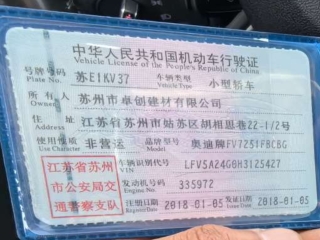 中华人民共和国机动车行驶证
Vehicle License of the People's Republic of China
号牌号码 苏E1KV37 车辆类型 小型轿车
Plate No. Vehicle Type
所有人 苏州市卓创建材有限公司
Owner
住址 江苏省苏州市姑苏区胡相思巷22-1/2号
Address
使用性质 非营运 品牌型号 奥迪牌FV7251FBCBG
Use Character Model
江苏省苏州
市公安局交
通警察支队
车辆识别代号 LFV5A24G0H3125427
VIN
发动机号码 335972
Engine No.
注册日期 2018-01-05 发证日期 2018-01-05
Register Date Issue Date